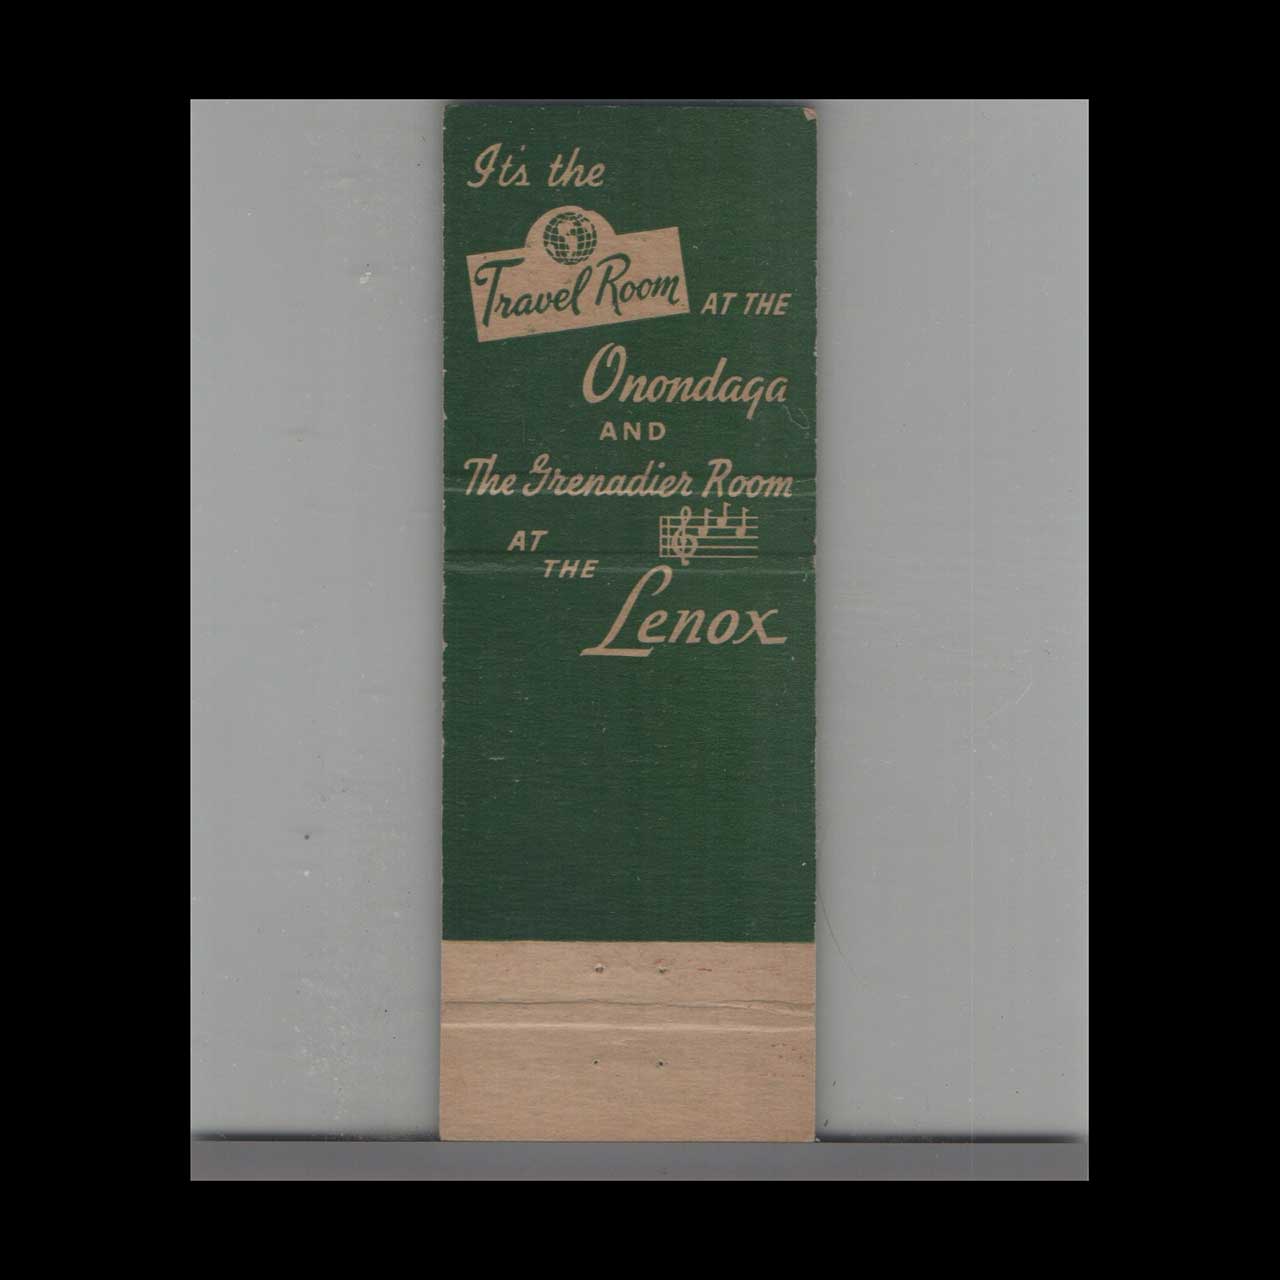 It's the
Travel Room AT THE
Onondaga
AND
The Grenadier Room
AT
THE
Lenox